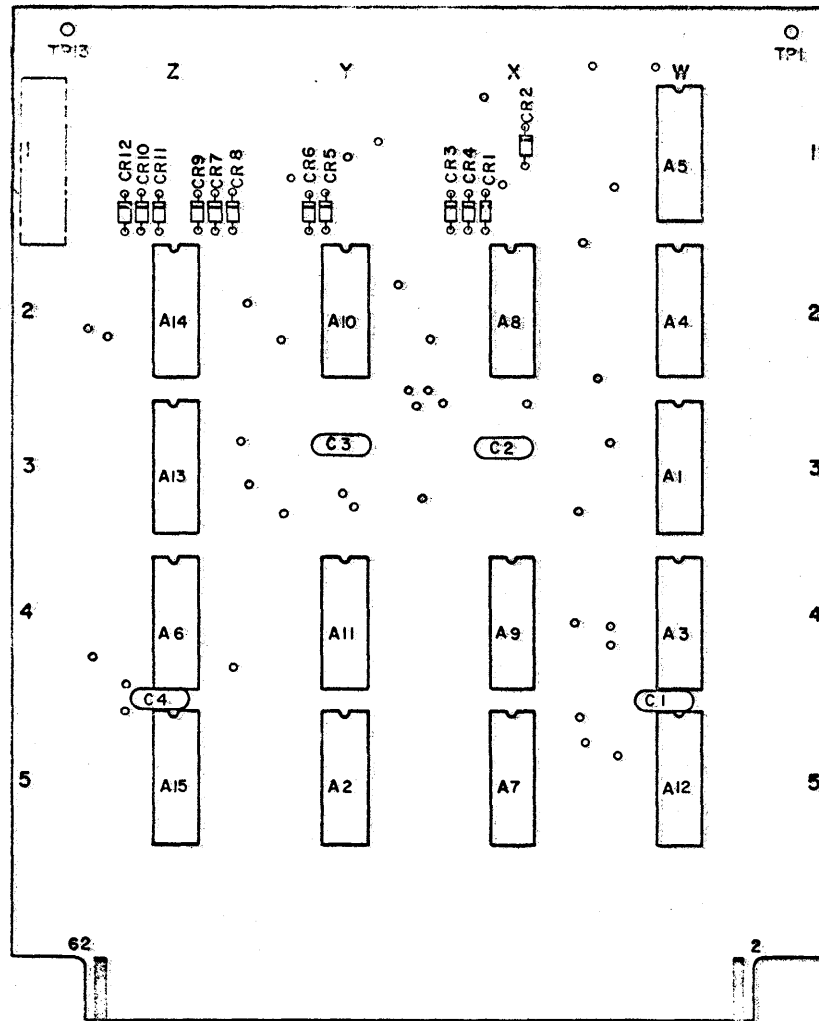 TP13 TP1
Z Y X W
CR2
CR12 CR10 CR11 CR9 CR7 CR8 CR6 CR5 CR3 CR4 CR1
A5 1
2 A14 A10 A8 A4 2
C3 C2
3 A13 A1 3
4 A6 A11 A9 A3 4
C4 C1
5 A15 A2 A7 A12 5
62 2